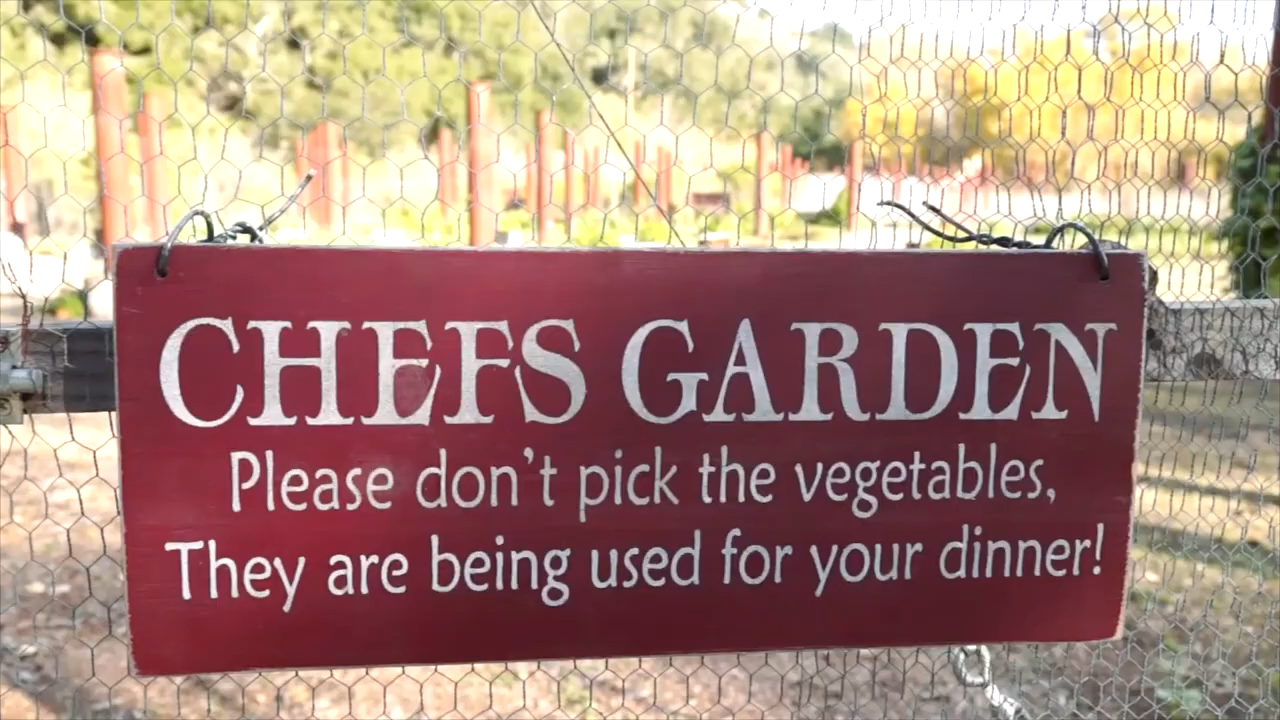 CHEFS GARDEN
Please don't pick the vegetables,
They are being used for your dinner!